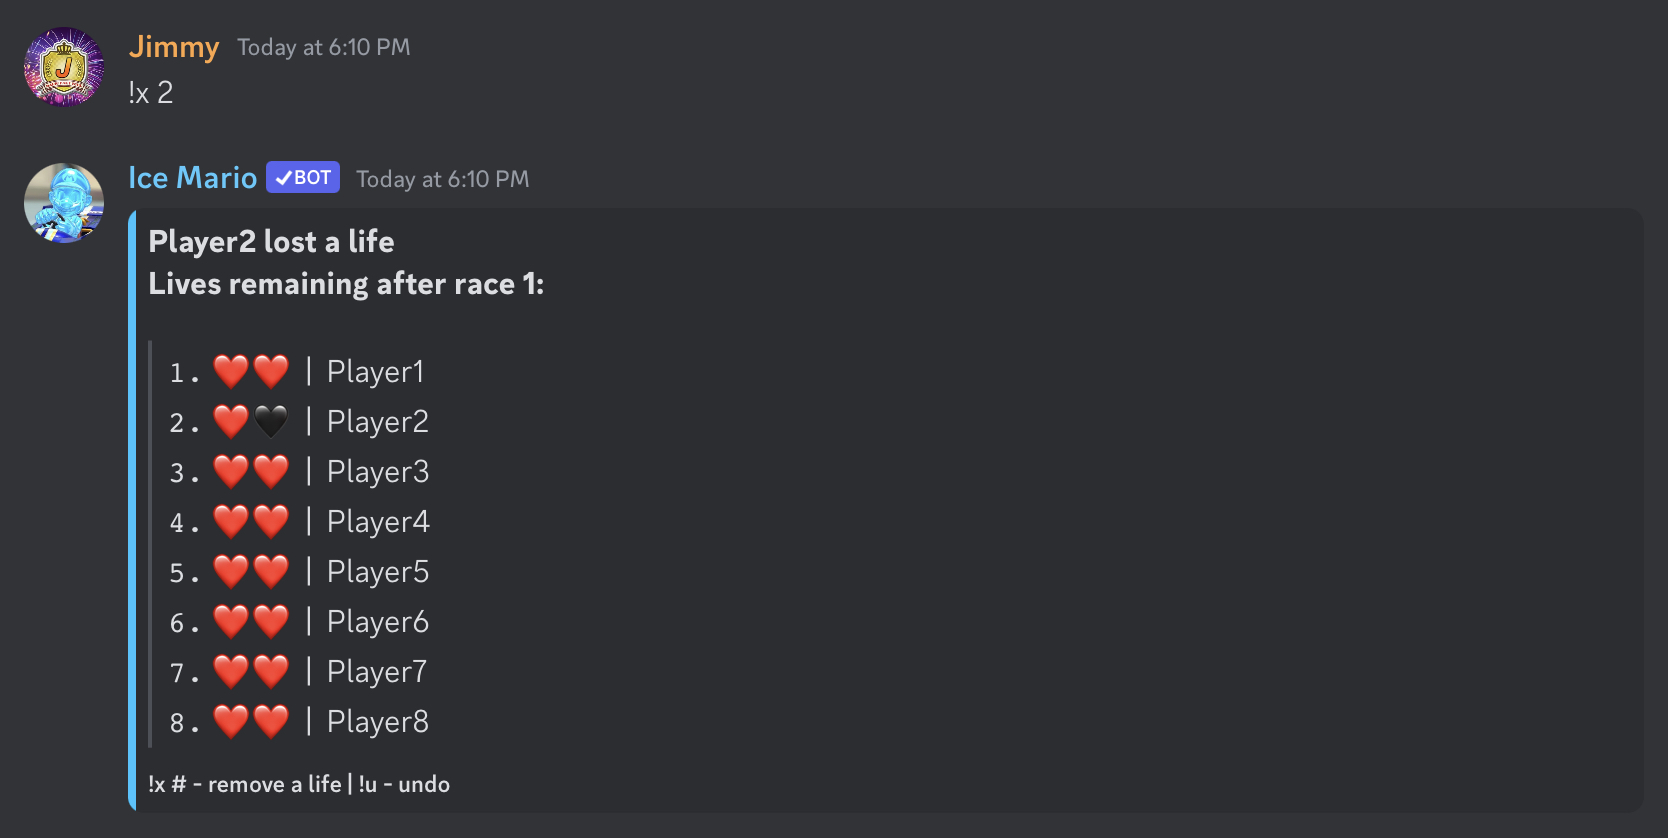 Jimmy Today at 6:10 PM
!x 2
Ice Mario ✓BOT Today at 6:10 PM
Player2 lost a life
Lives remaining after race 1:
1. ❤️❤️ | Player1
2. ❤️🖤 | Player2
3. ❤️❤️ | Player3
4. ❤️❤️ | Player4
5. ❤️❤️ | Player5
6. ❤️❤️ | Player6
7. ❤️❤️ | Player7
8. ❤️❤️ | Player8
!x # - remove a life | !u - undo